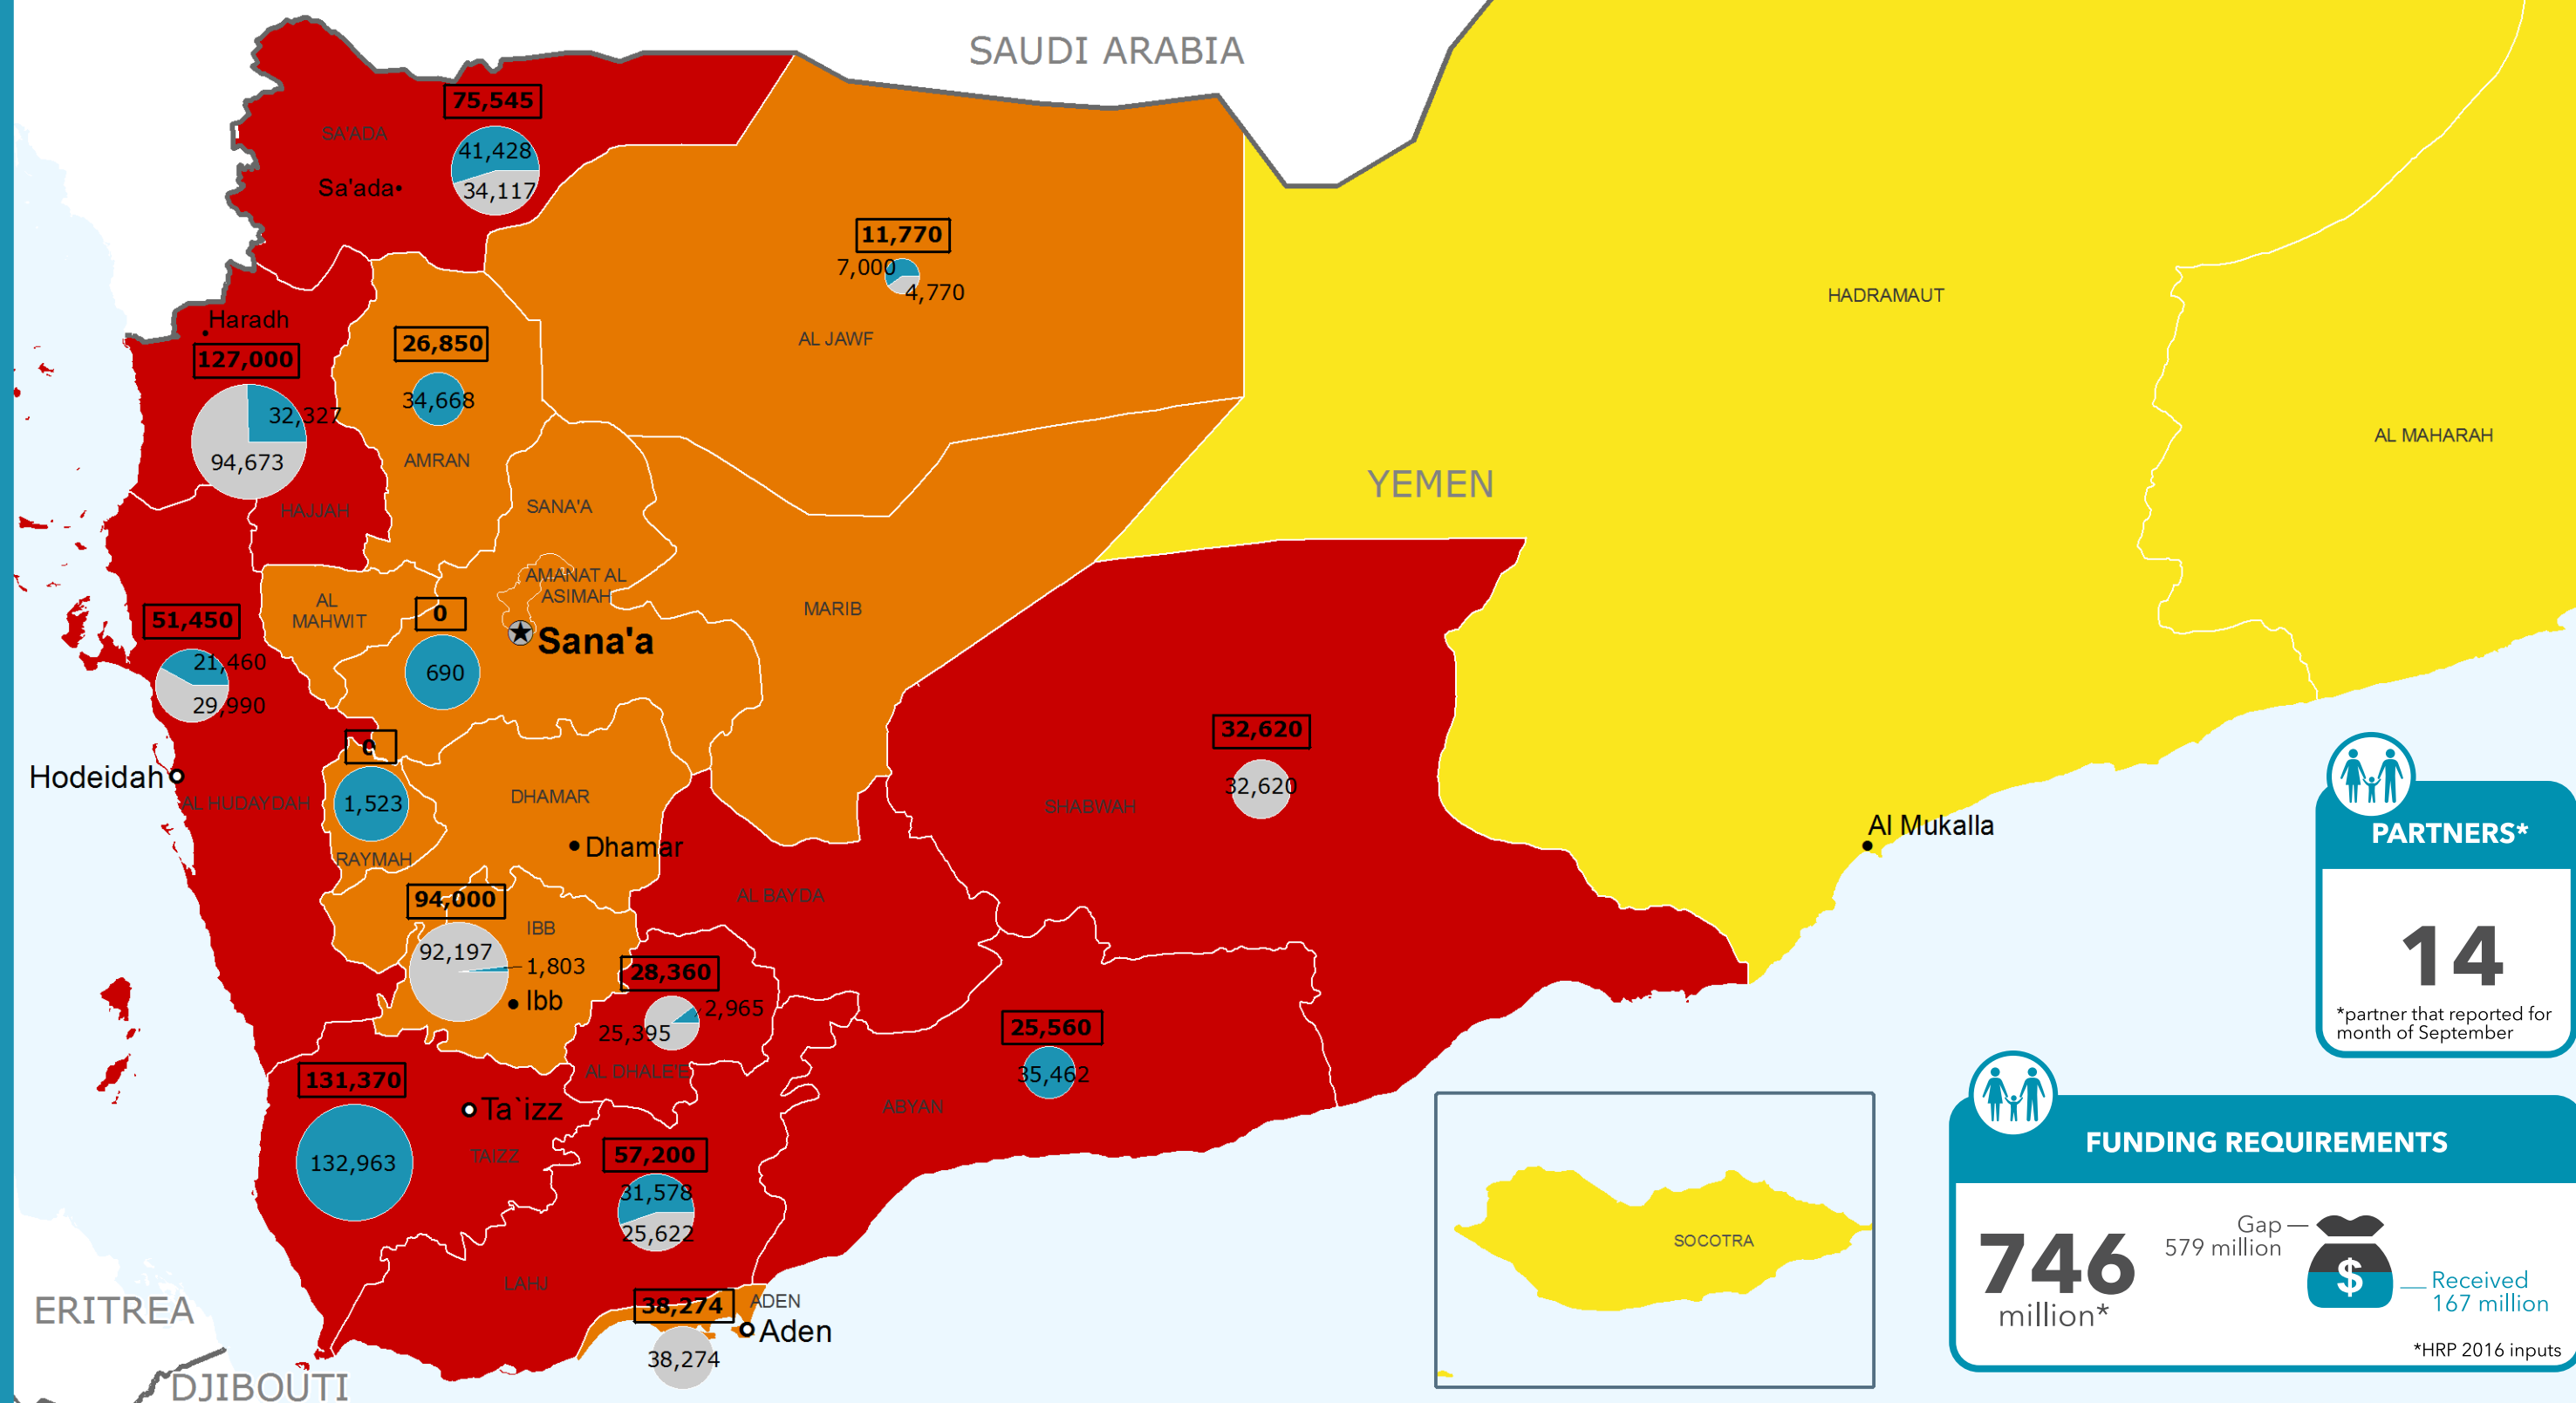 SAUDI ARABIA
75,545
SA'ADA
41,428
Sa'ada
34,117
11,770
7,000
4,770
AL JAWF
HADRAMAUT
Haradh
127,000
32,327
94,673
HAJJAH
26,850
34,668
AMRAN
AL MAHARAH
YEMEN
SANA'A
AMANAT AL
ASIMAH
AL
MAHWIT
0
690
Sana'a
MARIB
51,450
21,460
29,990
0
1,523
RAYMAH
Hodeidah
AL HUDAYDAH
DHAMAR
Dhamar
32,620
32,620
SHABWAH
Al Mukalla
AL BAYDA
94,000
IBB
92,197
1,803
Ibb
28,360
2,965
25,395
AL DHALE'E
25,560
35,462
ABYAN
131,370
Ta`izz
132,963
TAIZZ
57,200
31,578
25,622
LAHJ
38,274
ADEN
Aden
38,274
ERITREA
DJIBOUTI
SOCOTRA
PARTNERS*
14
*partner that reported for
month of September
FUNDING REQUIREMENTS
746
million*
Gap
579 million
$
Received
167 million
*HRP 2016 inputs